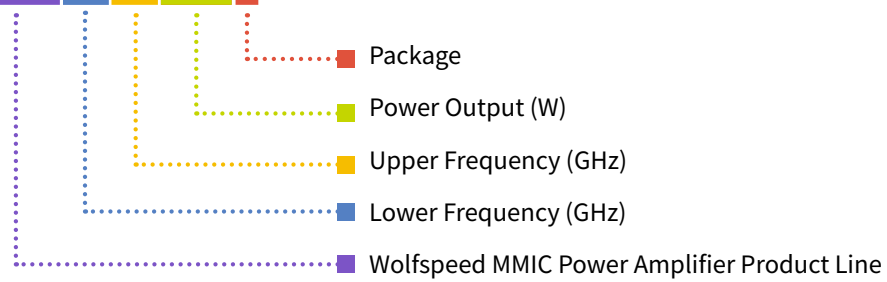 Package
Power Output (W)
Upper Frequency (GHz)
Lower Frequency (GHz)
Wolfspeed MMIC Power Amplifier Product Line